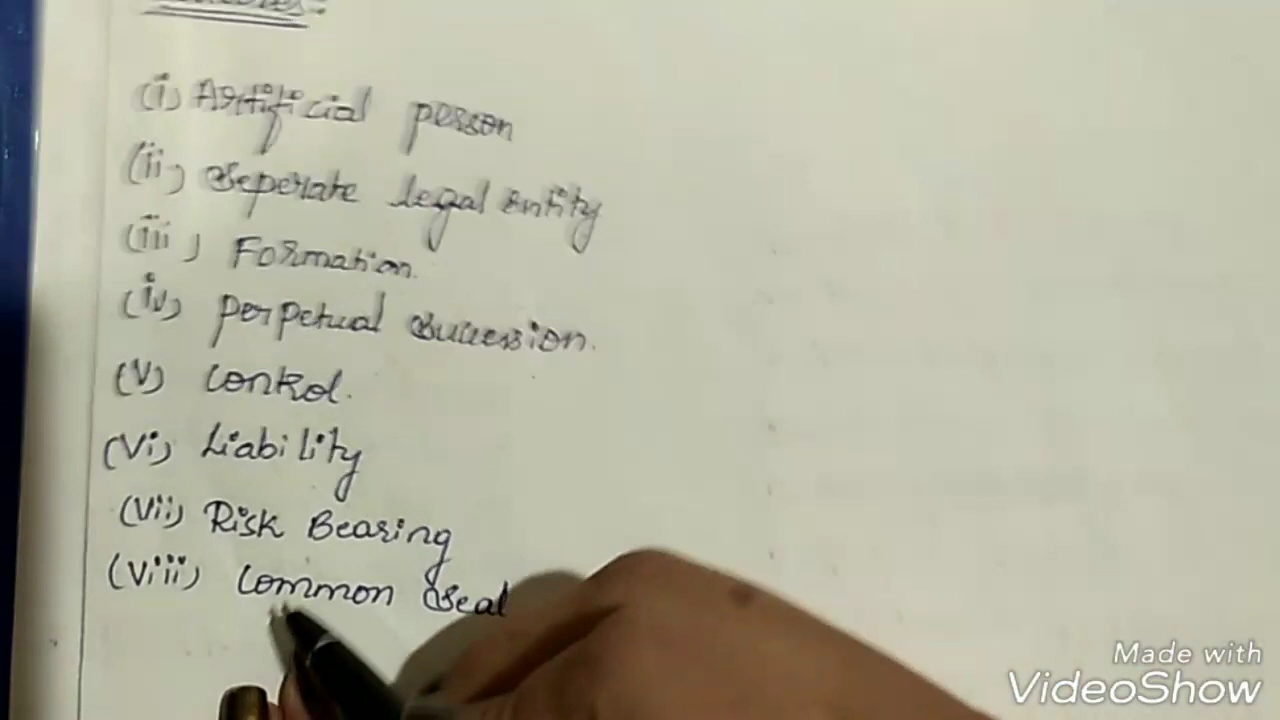 (i) Artificial person
(ii) Seperate legal entity
(iii) Formation.
(iv) perpetual succession.
(v) control.
(Vi) Liability
(Vii) Risk Bearing
(Viii) common seal
Made with
VideoShow